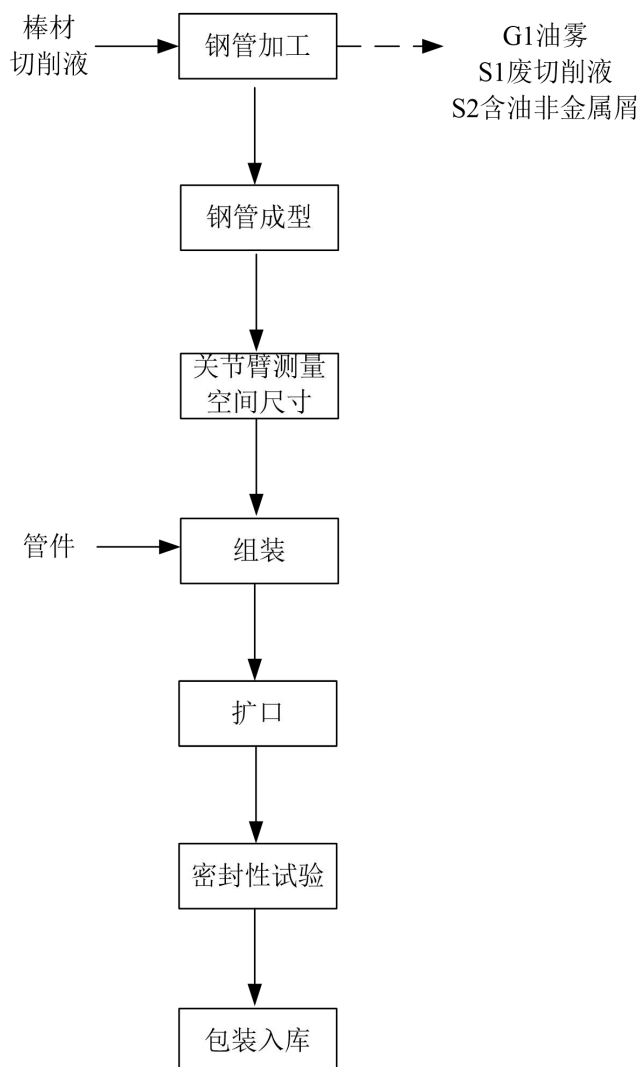 棒材
切削液
钢管加工
G1油雾
S1废切削液
S2含油非金属屑
钢管成型
关节臂测量
空间尺寸
管件
组装
扩口
密封性试验
包装入库